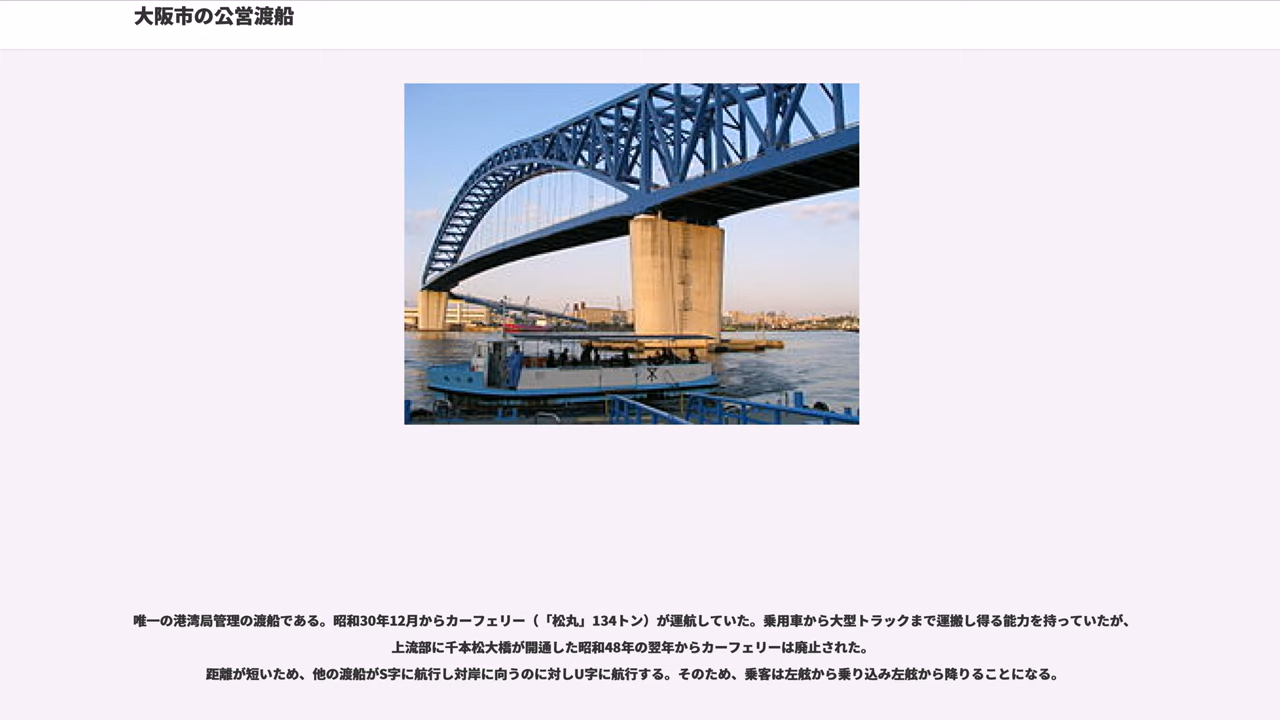 大阪市の公営渡船
唯一の港湾局管理の渡船である。昭和30年12月からカーフェリー（「松丸」134トン）が運航していた。乗用車から大型トラックまで運搬し得る能力を持っていたが、
上流部に千本松大橋が開通した昭和48年の翌年からカーフェリーは廃止された。
距離が短いため、他の渡船がS字に航行し対岸に向うのに対しU字に航行する。そのため、乗客は左舷から乗り込み左舷から降りることになる。